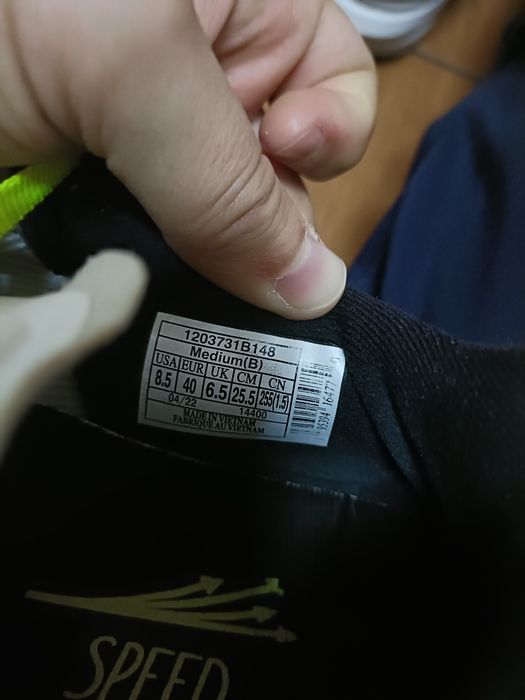 1203731B148
Medium(B)
USA EUR UK CM CN
8.5 40 6.5 25.5 255(1.5)
04/22 14400
MADE IN VIETNAM
FABRIQUE AU VIETNAM
SPEED